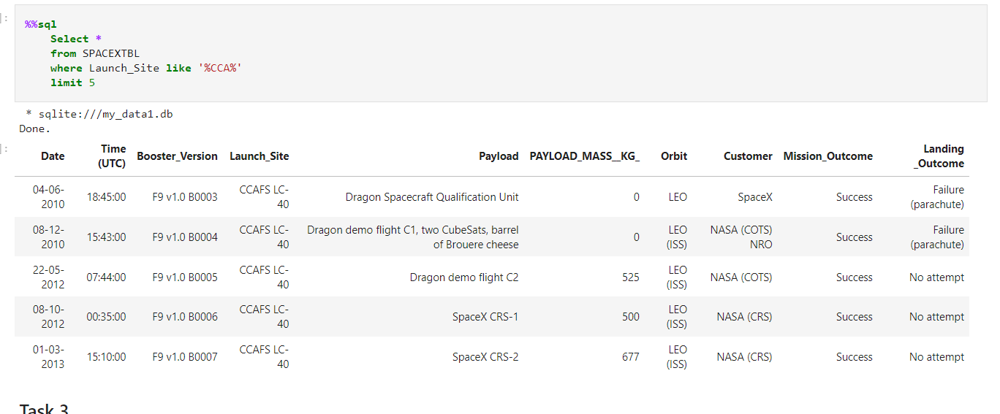 ]:
%%sql
Select *
from SPACEXTBL
where Launch_Site like '%CCA%'
limit 5
* sqlite:///my_data1.db
Done.
]:
Date Time (UTC) Booster_Version Launch_Site Payload PAYLOAD_MASS__KG_ Orbit Customer Mission_Outcome Landing _Outcome
04-06-2010 18:45:00 F9 v1.0 B0003 CCAFS LC-40 Dragon Spacecraft Qualification Unit 0 LEO SpaceX Success Failure (parachute)
08-12-2010 15:43:00 F9 v1.0 B0004 CCAFS LC-40 Dragon demo flight C1, two CubeSats, barrel of Brouere cheese 0 LEO (ISS) NASA (COTS) NRO Success Failure (parachute)
22-05-2012 07:44:00 F9 v1.0 B0005 CCAFS LC-40 Dragon demo flight C2 525 LEO (ISS) NASA (COTS) Success No attempt
08-10-2012 00:35:00 F9 v1.0 B0006 CCAFS LC-40 SpaceX CRS-1 500 LEO (ISS) NASA (CRS) Success No attempt
01-03-2013 15:10:00 F9 v1.0 B0007 CCAFS LC-40 SpaceX CRS-2 677 LEO (ISS) NASA (CRS) Success No attempt
Task 3